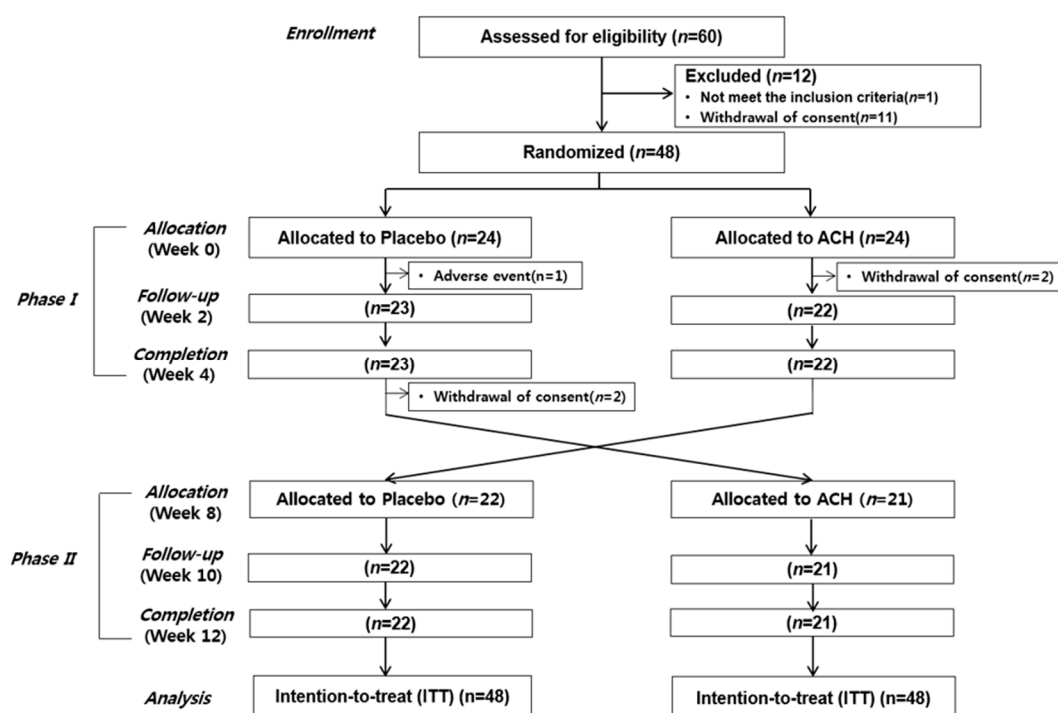 Enrollment
Assessed for eligibility (n=60)
Excluded (n=12)
• Not meet the inclusion criteria(n=1)
• Withdrawal of consent(n=11)
Randomized (n=48)
Phase I
Allocation
(Week 0)
Allocated to Placebo (n=24)
Allocated to ACH (n=24)
• Adverse event(n=1)
• Withdrawal of consent(n=2)
Follow-up
(Week 2)
(n=23)
(n=22)
Completion
(Week 4)
(n=23)
(n=22)
• Withdrawal of consent(n=2)
Phase II
Allocation
(Week 8)
Allocated to Placebo (n=22)
Allocated to ACH (n=21)
Follow-up
(Week 10)
(n=22)
(n=21)
Completion
(Week 12)
(n=22)
(n=21)
Analysis
Intention-to-treat (ITT) (n=48)
Intention-to-treat (ITT) (n=48)